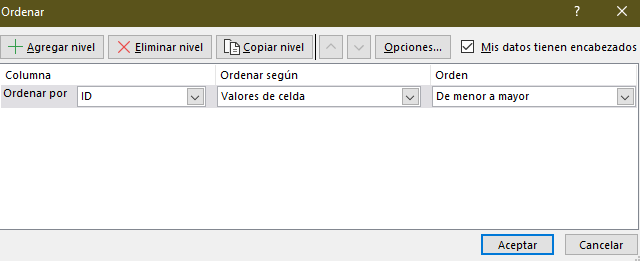 Ordenar
Agregar nivel Eliminar nivel Copiar nivel Opciones... Mis datos tienen encabezados
Columna Ordenar según Orden
Ordenar por ID Valores de celda De menor a mayor
Aceptar Cancelar